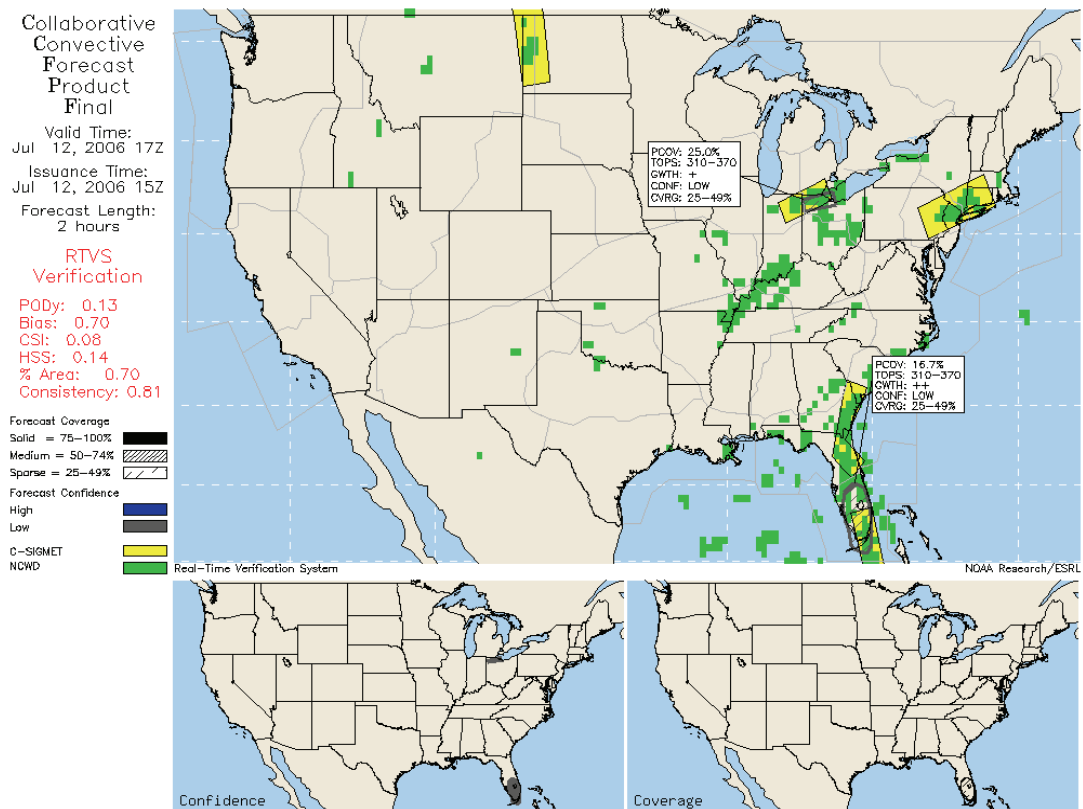 Collaborative
Convective
Forecast
Product
Final
Valid Time:
Jul 12, 2006 17Z
Issuance Time:
Jul 12, 2006 15Z
Forecast Length:
2 hours
RTVS
Verification
PODy: 0.13
Bias: 0.70
CSI: 0.08
HSS: 0.14
% Area: 0.70
Consistency: 0.81
Forecast Coverage
Solid = 75-100%
Medium = 50-74%
Sparse = 25-49%
Forecast Confidence
High
Low
C-SIGMET
NCWD
PCOV: 25.0%
TOPS: 310-370
GWTH: +
CONF: LOW
CVRG: 25-49%
PCOV: 16.7%
TOPS: 310-370
GWTH: ++
CONF: LOW
CVRG: 25-49%
Real-Time Verification System
NOAA Research/ESRL
Confidence
Coverage